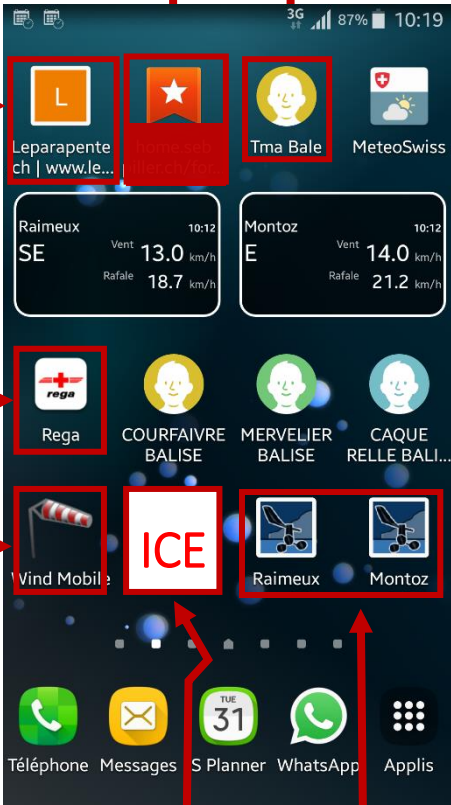 3G 87% 10:19
L
Leparapente
ch | www.le...
home.seb
piller.ch/for...
Tma Bale
MeteoSwiss
Raimeux 10:12
SE Vent 13.0 km/h
Rafale 18.7 km/h
Montoz 10:12
E Vent 14.0 km/h
Rafale 21.2 km/h
rega
Rega
COURFAIVRE
BALISE
MERVELIER
BALISE
CAQUE
RELLE BALI...
Wind Mobile
ICE
Raimeux
Montoz
TUE
31
Téléphone
Messages
S Planner
WhatsApp
Applis